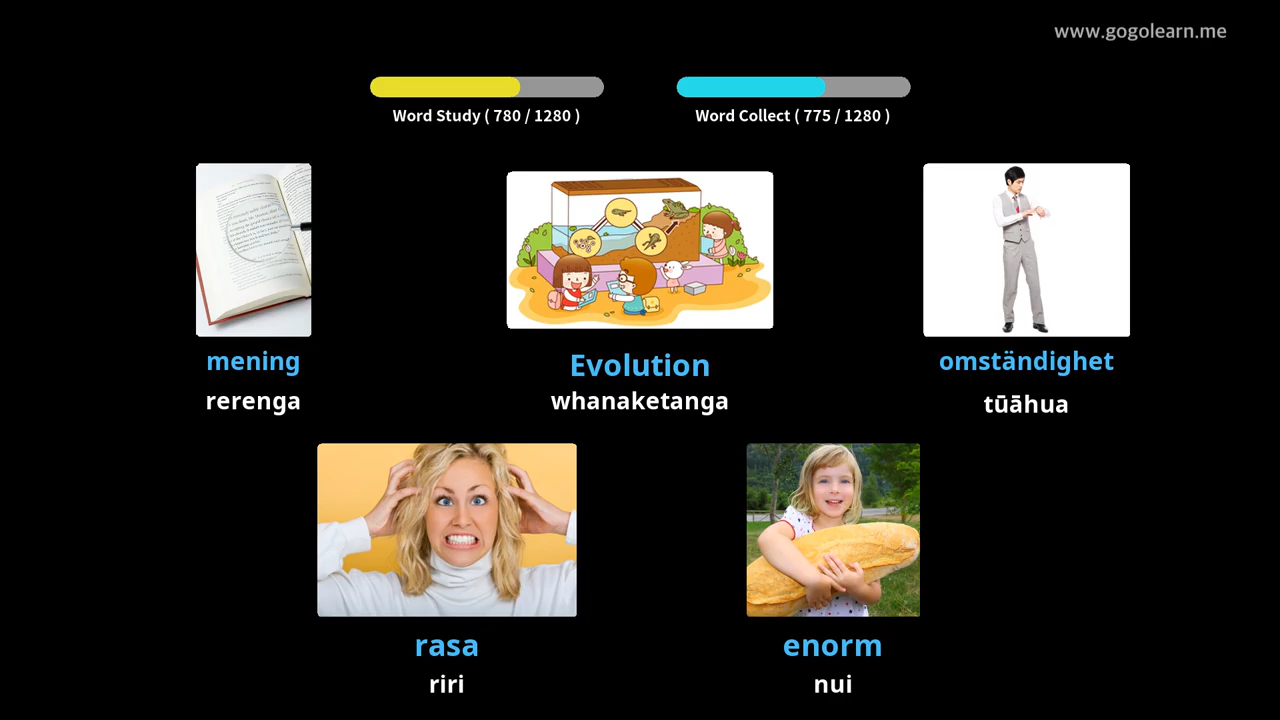 www.gogolearn.me
Word Study ( 780 / 1280 )
Word Collect ( 775 / 1280 )
mening
rerenga
Evolution
whanaketanga
omständighet
tūāhua
rasa
riri
enorm
nui